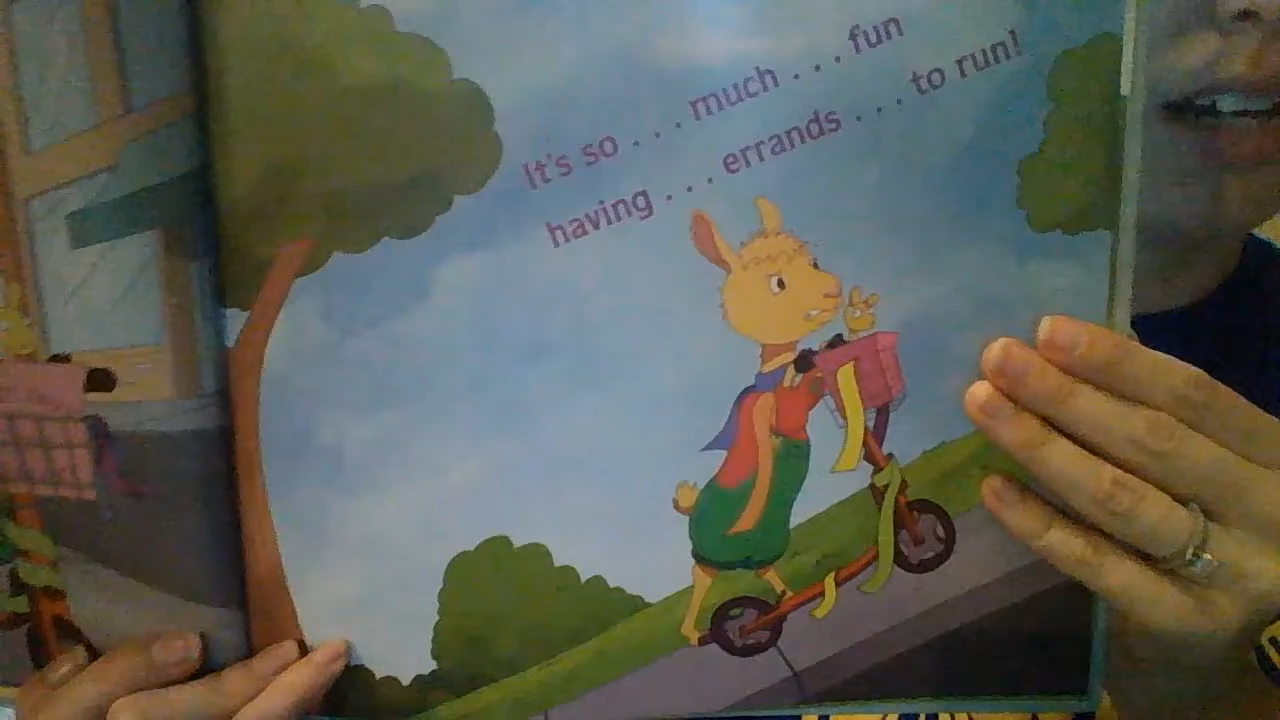 It's so . . . much . . . fun
having . . . errands . . . to run!